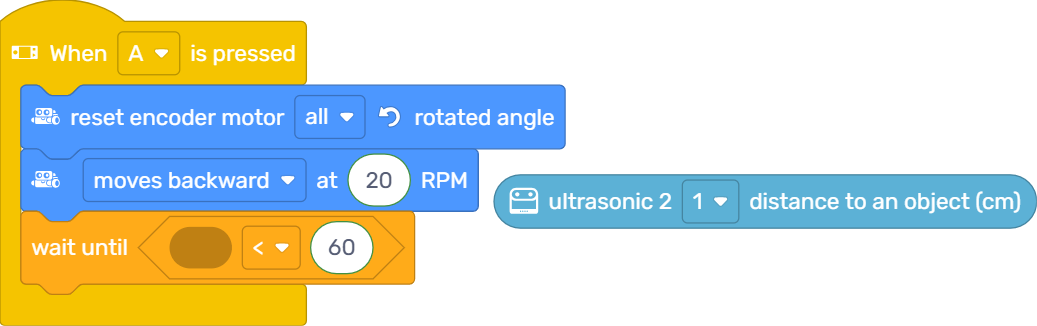 When A is pressed
reset encoder motor all rotated angle
moves backward at 20 RPM
ultrasonic 2 1 distance to an object (cm)
wait until < 60